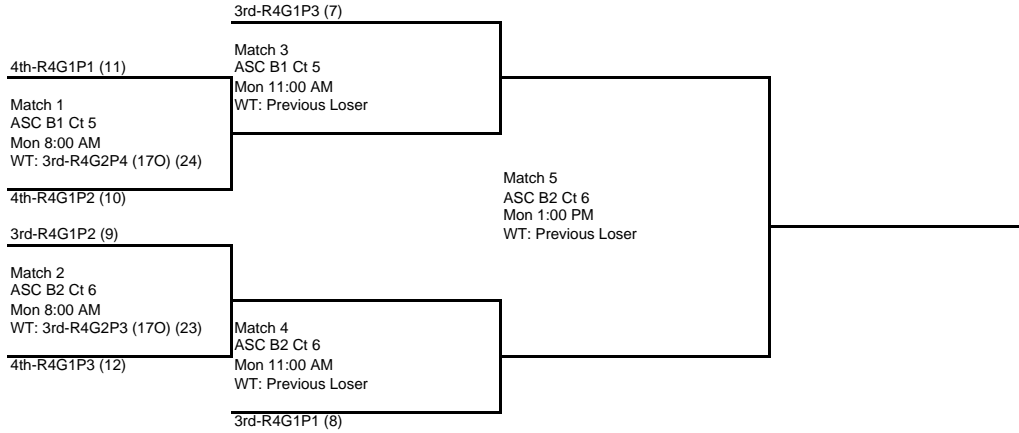 3rd-R4G1P3 (7)
Match 3
ASC B1 Ct 5
Mon 11:00 AM
WT: Previous Loser
4th-R4G1P1 (11)
Match 1
ASC B1 Ct 5
Mon 8:00 AM
WT: 3rd-R4G2P4 (17O) (24)
4th-R4G1P2 (10)
Match 5
ASC B2 Ct 6
Mon 1:00 PM
WT: Previous Loser
3rd-R4G1P2 (9)
Match 2
ASC B2 Ct 6
Mon 8:00 AM
WT: 3rd-R4G2P3 (17O) (23)
4th-R4G1P3 (12)
Match 4
ASC B2 Ct 6
Mon 11:00 AM
WT: Previous Loser
3rd-R4G1P1 (8)